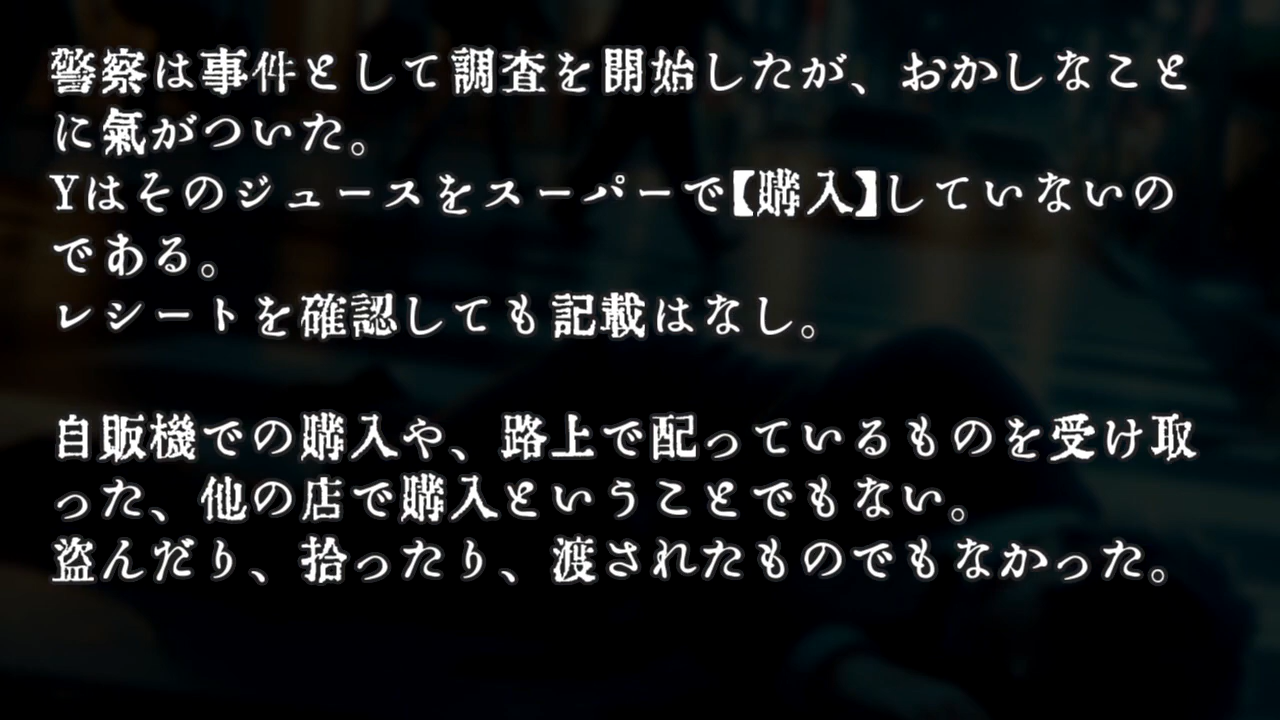 警察は事件として調査を開始したが、おかしなこと
に氣がついた。
Yはそのジュースをスーパーで【購入】していないの
である。
レシートを確認しても記載はなし。
自販機での購入や、路上で配っているものを受け取
った、他の店で購入ということでもない。
盗んだり、拾ったり、渡されたものでもなかった。